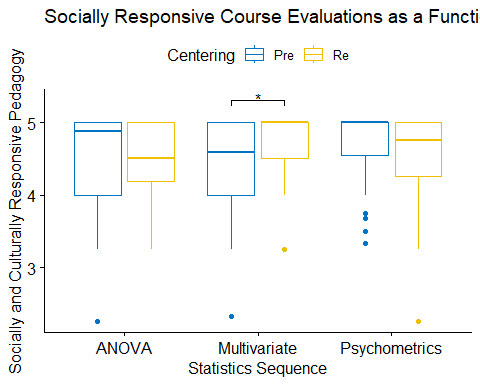 Socially Responsive Course Evaluations as a Functi
Centering Pre Re
Socially and Culturally Responsive Pedagogy
5
4
3
*
ANOVA Multivariate Psychometrics
Statistics Sequence